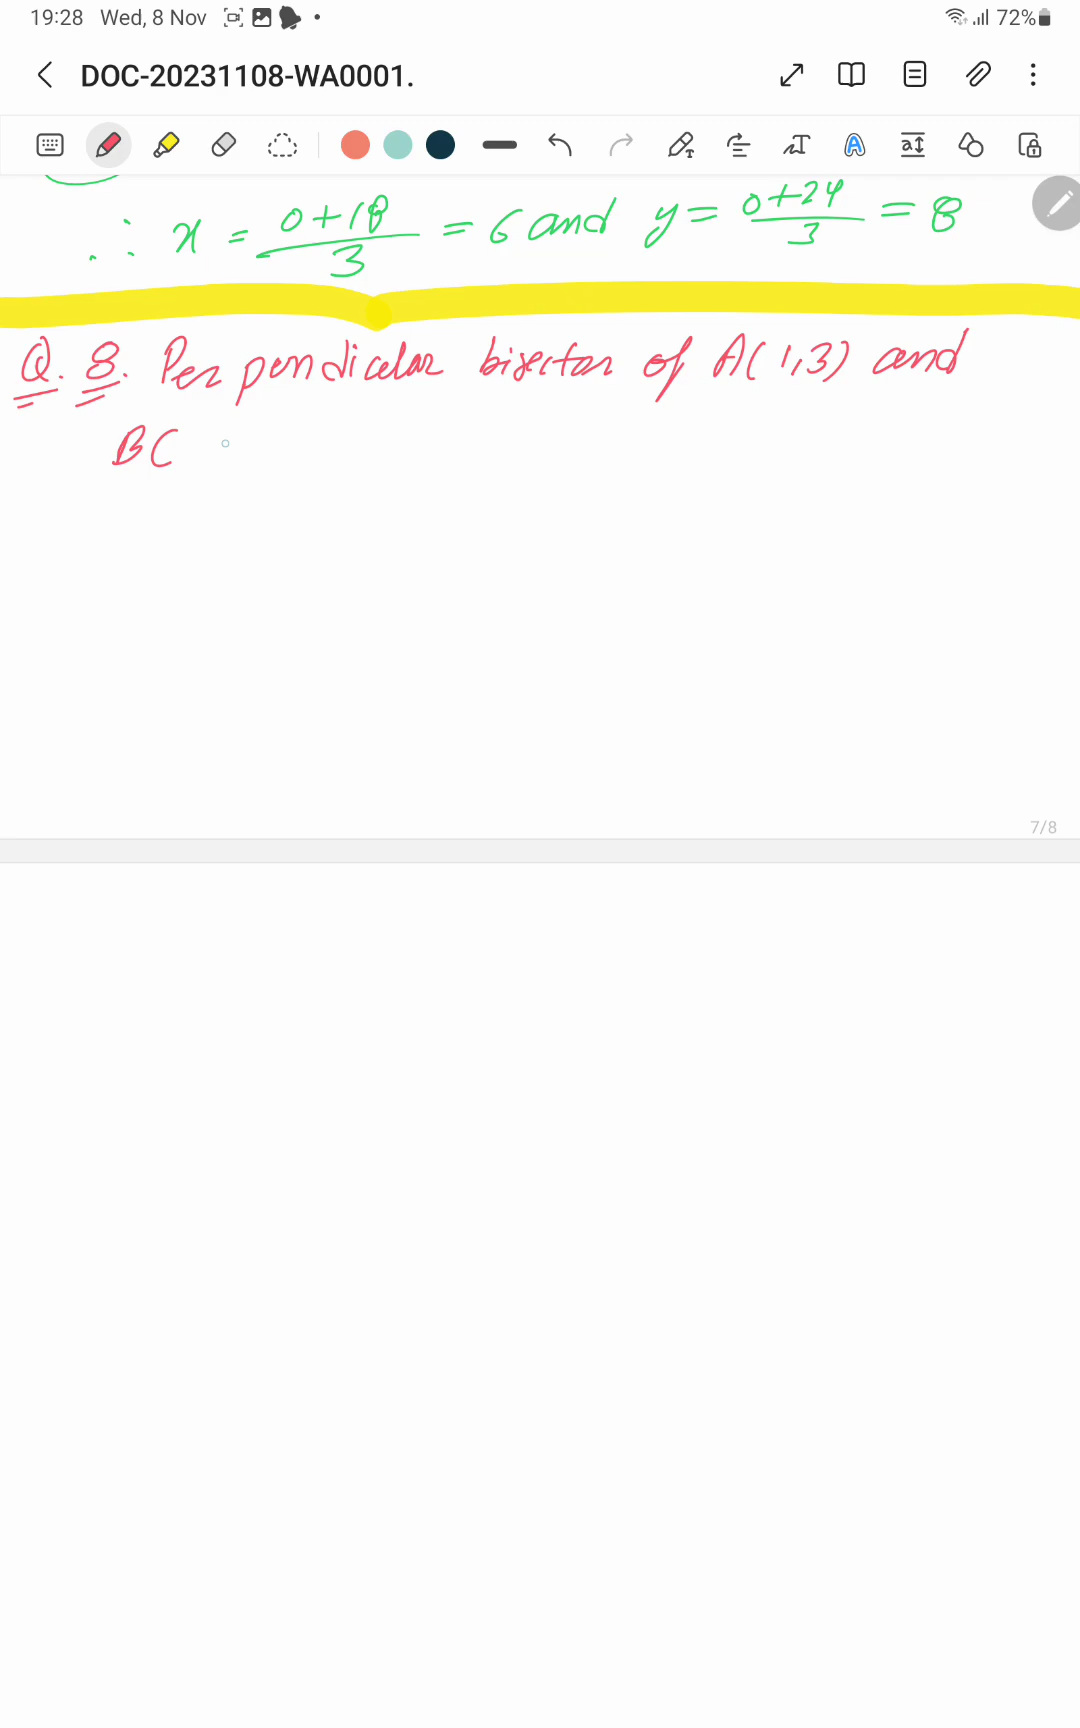 19:28 Wed, 8 Nov 72%
DOC-20231108-WA0001.
∴ x = 0+18/3 = 6 and y = 0+24/3 = 8
Q. 8. Perpendicular bisector of A(1,3) and
BC
7/8